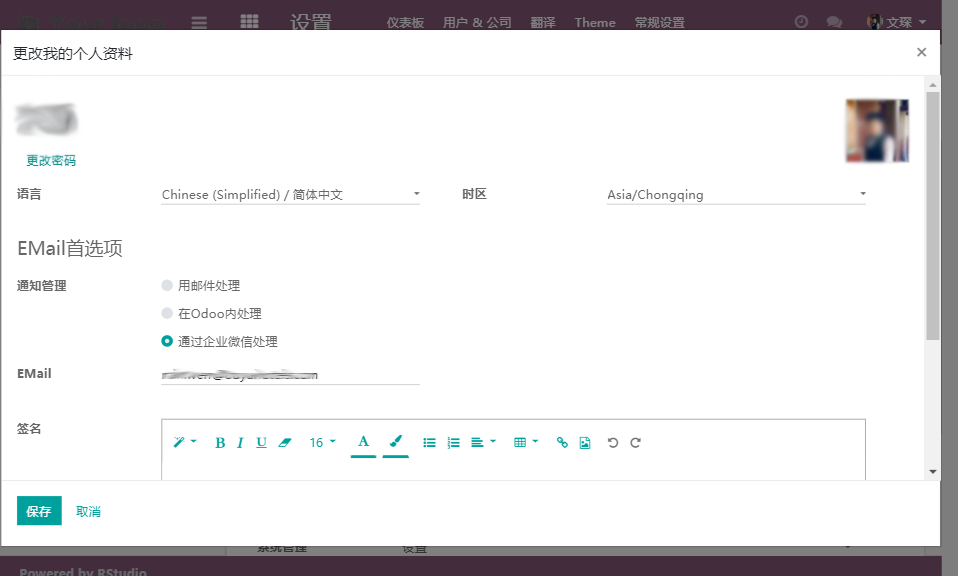 设置 仪表板 用户 & 公司 翻译 Theme 常规设置 文琛
更改我的个人资料 ×
更改密码
语言 Chinese (Simplified) / 简体中文 时区 Asia/Chongqing
EMail首选项
通知管理 用邮件处理
在Odoo内处理
通过企业微信处理
EMail
签名
B I U 16 A
保存 取消
系统管理 设置
Powered by RStudio